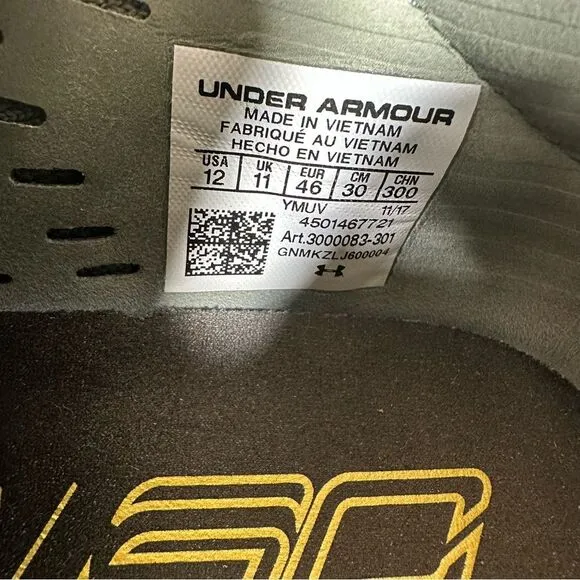 UNDER ARMOUR
MADE IN VIETNAM
FABRIQUÉ AU VIETNAM
HECHO EN VIETNAM
USA UK EUR CM CHN
12 11 46 30 300
YMUV 11/17
4501467721
Art.3000083-301
GNMKZLJ600004